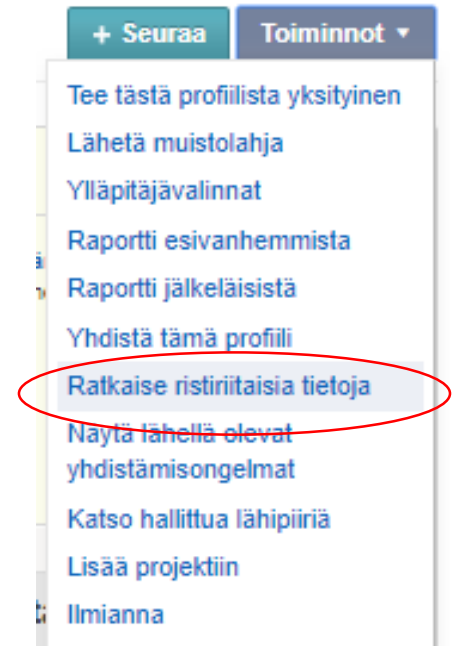 + Seuraa Toiminnot ▾
Tee tästä profiilista yksityinen
Lähetä muistolahja
Ylläpitäjävalinnat
Raportti esivanhemmista
Raportti jälkeläisistä
Yhdistä tämä profiili
Ratkaise ristiriitaisia tietoja
Näytä lähellä olevat
yhdistämisongelmat
Katso hallittua lähipiiriä
Lisää projektiin
Ilmianna